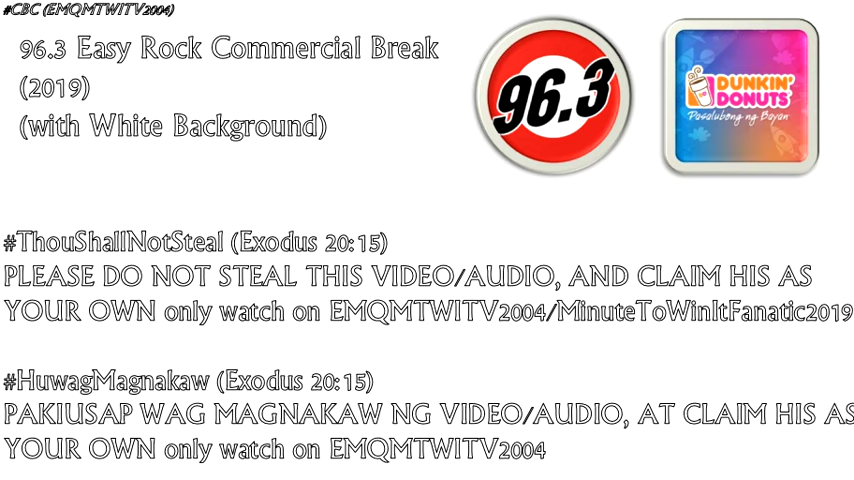 #CBC (EMQMTWITV2004)
96.3 Easy Rock Commercial Break
(2019)
(with White Background)
96.3
DUNKIN'
DONUTS
Pasalubong ng Bayan
#ThouShallNotSteal (Exodus 20:15)
PLEASE DO NOT STEAL THIS VIDEO/AUDIO, AND CLAIM HIS AS
YOUR OWN only watch on EMQMTWITV2004/MinuteToWinItFanatic2019
#HuwagMagnakaw (Exodus 20:15)
PAKIUSAP WAG MAGNAKAW NG VIDEO/AUDIO, AT CLAIM HIS AS
YOUR OWN only watch on EMQMTWITV2004